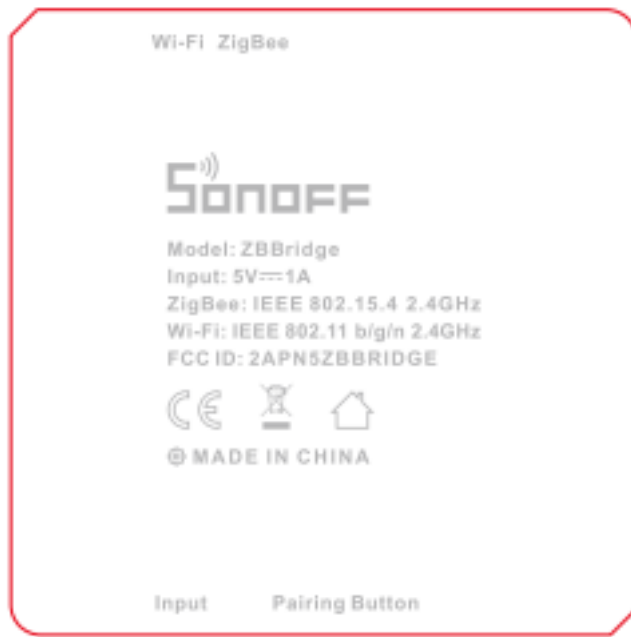 Wi-Fi ZigBee
SONOFF
Model: ZBBridge
Input: 5V⎓1A
ZigBee: IEEE 802.15.4 2.4GHz
Wi-Fi: IEEE 802.11 b/g/n 2.4GHz
FCC ID: 2APN5ZBBRIDGE
CE
MADE IN CHINA
Input Pairing Button